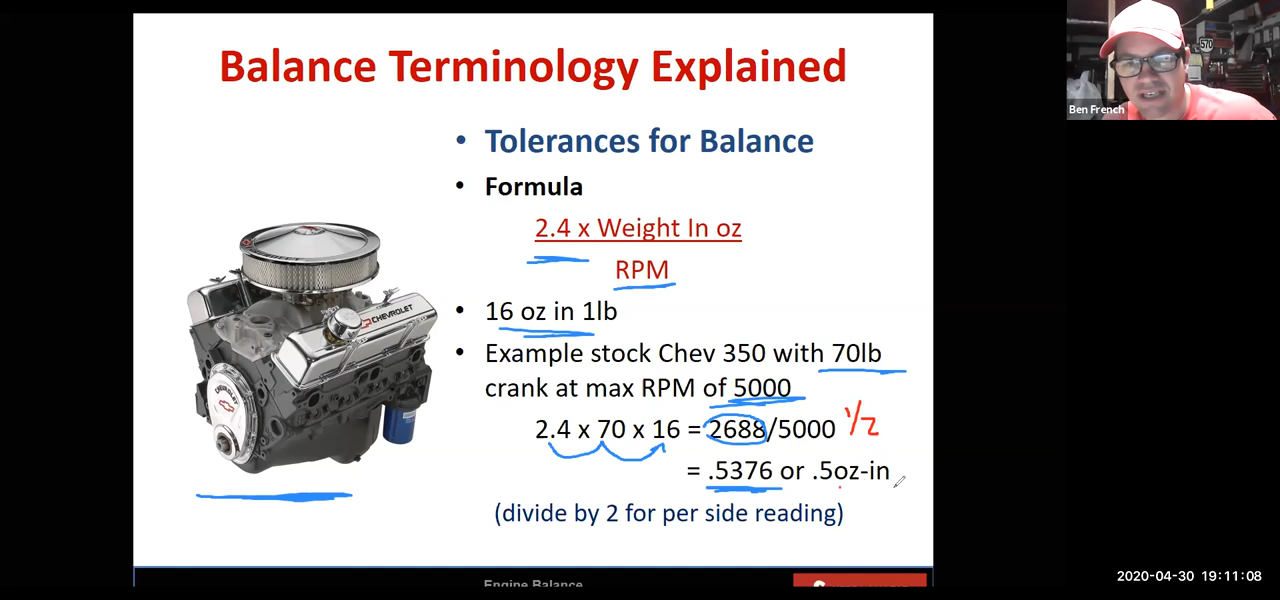 Balance Terminology Explained
• Tolerances for Balance
• Formula
2.4 x Weight In oz
RPM
• 16 oz in 1lb
• Example stock Chev 350 with 70lb
crank at max RPM of 5000
2.4 x 70 x 16 = 2688/5000 1/2
= .5376 or .5oz-in
(divide by 2 for per side reading)
CHEVROLET
CHEVROLET
Engine Balance
570
Ben French
2020-04-30 19:11:08